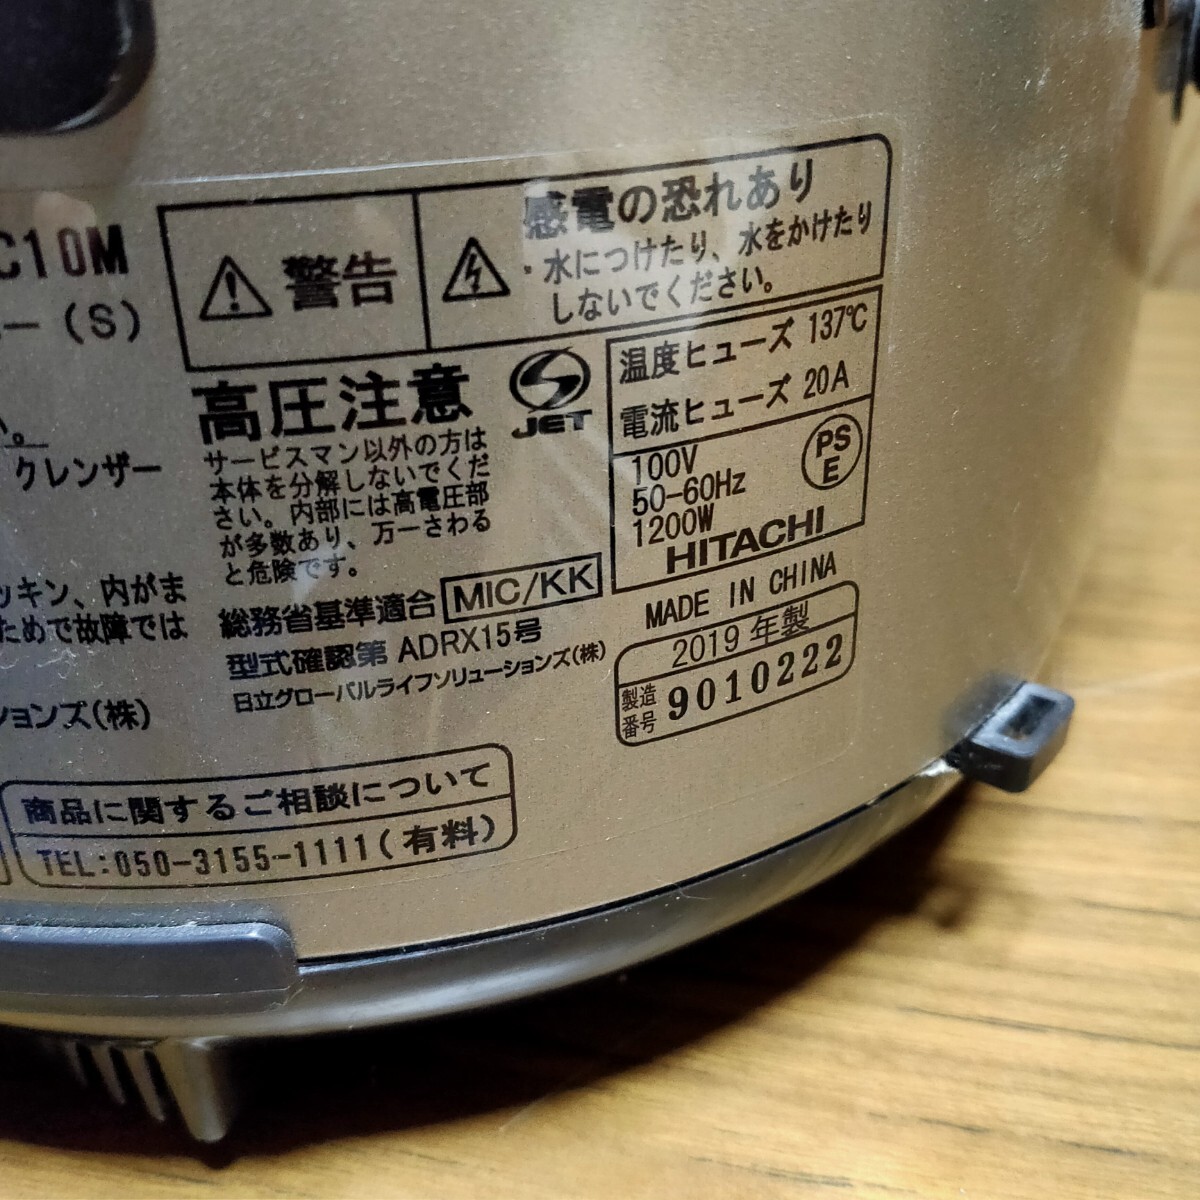 C10M
ー（S）
い。
クレンザー
ッキン、内がま
ためで故障では
ションズ(株)
警告
感電の恐れあり
・水につけたり、水をかけたり
しないでください。
高圧注意
サービスマン以外の方は
本体を分解しないでくだ
さい。内部には高電圧部
が多数あり、万一さわる
と危険です。
JET
温度ヒューズ 137℃
電流ヒューズ 20A
100V
50-60Hz
1200W
PS
E
HITACHI
総務省基準適合 MIC/KK
型式確認第 ADRX15号
日立グローバルライフソリューションズ(株)
MADE IN CHINA
2019 年製
製造
番号 9010222
商品に関するご相談について
TEL:050-3155-1111(有料)